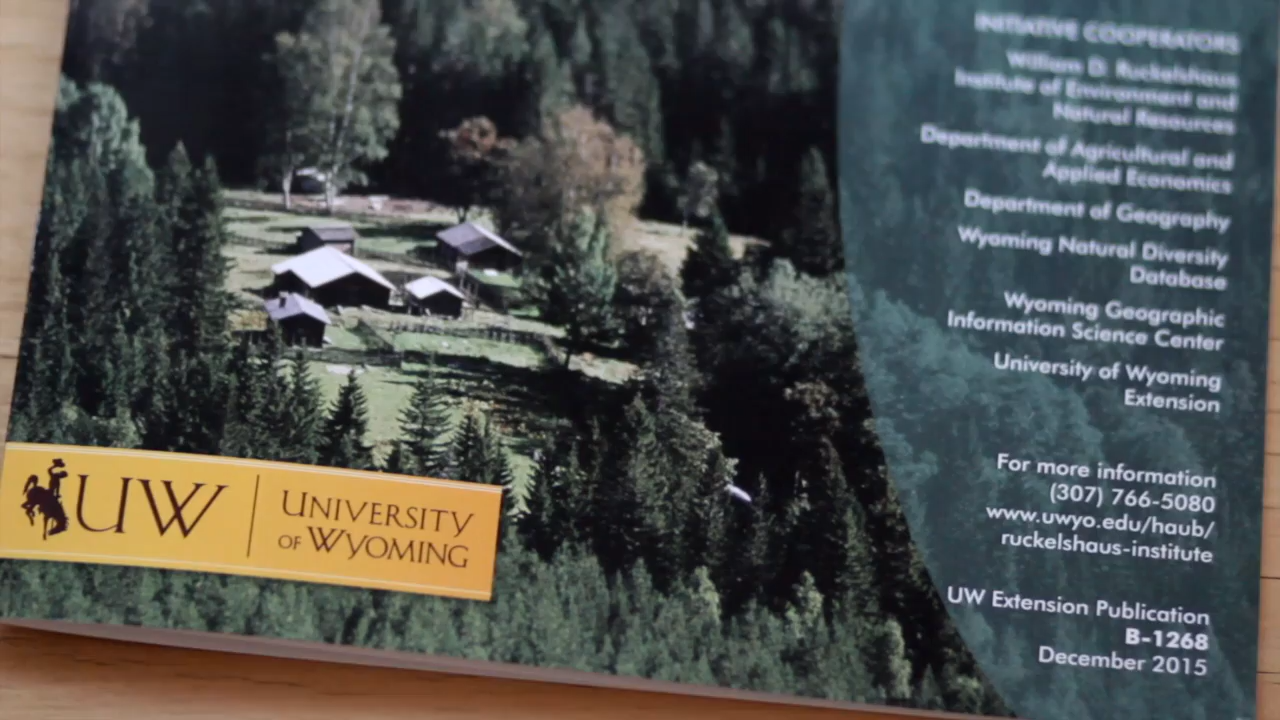 INITIATIVE COOPERATORS
William D. Ruckelshaus
Institute of Environment and
Natural Resources
Department of Agricultural and
Applied Economics
Department of Geography
Wyoming Natural Diversity
Database
Wyoming Geographic
Information Science Center
University of Wyoming
Extension
For more information
(307) 766-5080
www.uwyo.edu/haub/
ruckelshaus-institute
UW Extension Publication
B-1268
December 2015
UW
UNIVERSITY
OF WYOMING